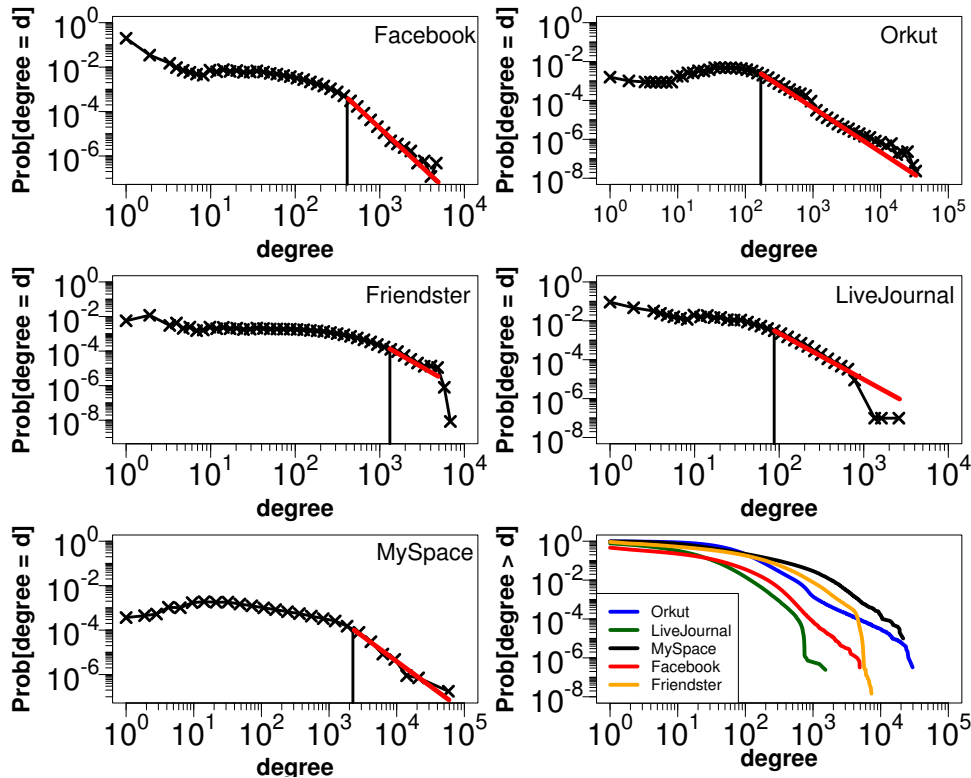 Facebook
Prob[degree = d]
10^0
10^-2
10^-4
10^-6
10^0 10^1 10^2 10^3 10^4
degree
Orkut
Prob[degree = d]
10^0
10^-2
10^-4
10^-6
10^-8
10^0 10^1 10^2 10^3 10^4 10^5
degree
Friendster
Prob[degree = d]
10^0
10^-2
10^-4
10^-6
10^-8
10^0 10^1 10^2 10^3 10^4
degree
LiveJournal
Prob[degree = d]
10^0
10^-2
10^-4
10^-6
10^-8
10^0 10^1 10^2 10^3 10^4
degree
MySpace
Prob[degree = d]
10^0
10^-2
10^-4
10^-6
10^0 10^1 10^2 10^3 10^4 10^5
degree
Prob[degree > d]
10^0
10^-2
10^-4
10^-6
10^-8
Orkut
LiveJournal
MySpace
Facebook
Friendster
10^0 10^1 10^2 10^3 10^4 10^5
degree